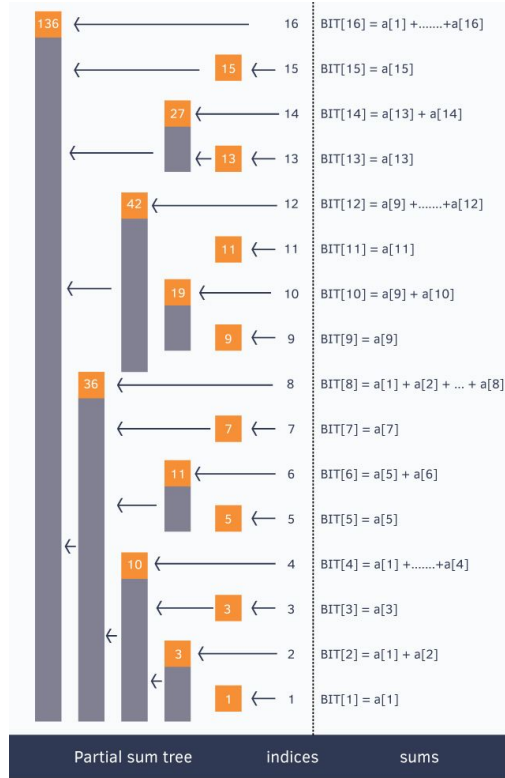 136 16 BIT[16] = a[1] +.......+a[16]
15 15 BIT[15] = a[15]
27 14 BIT[14] = a[13] + a[14]
13 13 BIT[13] = a[13]
42 12 BIT[12] = a[9] +.......+a[12]
11 11 BIT[11] = a[11]
19 10 BIT[10] = a[9] + a[10]
9 9 BIT[9] = a[9]
36 8 BIT[8] = a[1] + a[2] + ... + a[8]
7 7 BIT[7] = a[7]
11 6 BIT[6] = a[5] + a[6]
5 5 BIT[5] = a[5]
10 4 BIT[4] = a[1] +.......+a[4]
3 3 BIT[3] = a[3]
3 2 BIT[2] = a[1] + a[2]
1 1 BIT[1] = a[1]
Partial sum tree indices sums